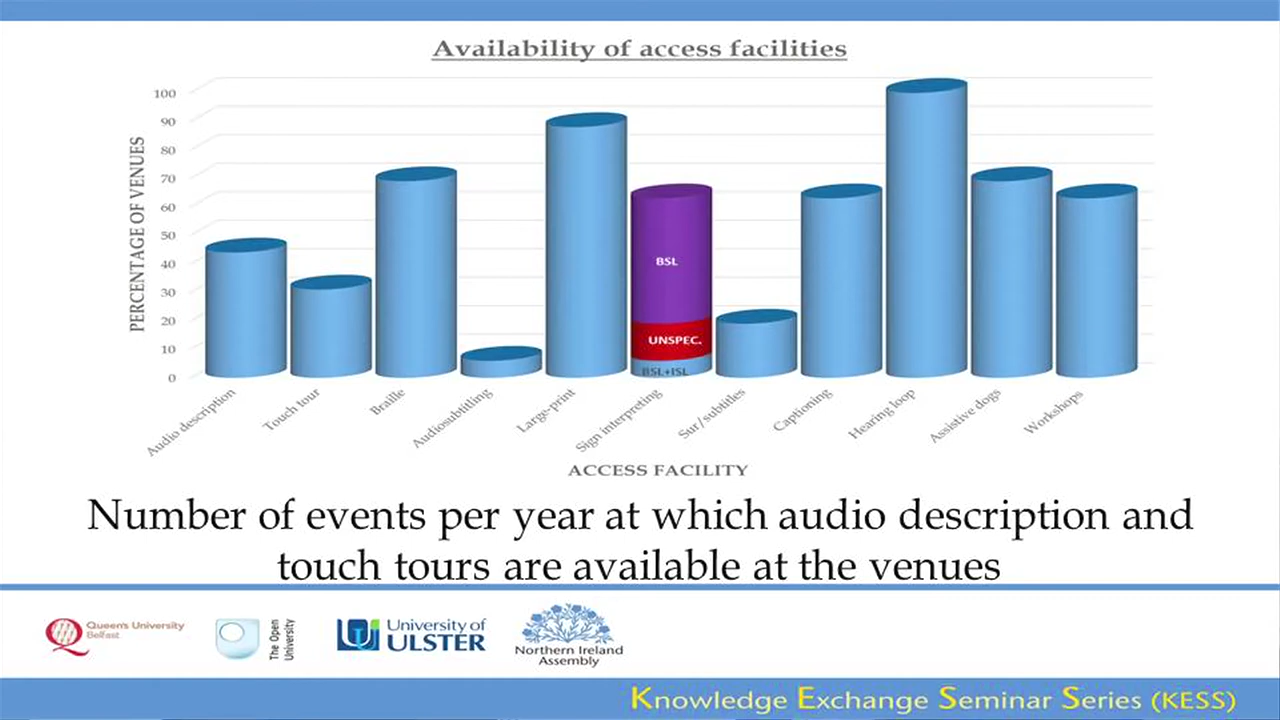 Availability of access facilities
PERCENTAGE OF VENUES
100
90
80
70
60
50
40
30
20
10
0
BSL
UNSPEC.
BSL+ISL
Audio description
Touch tour
Braille
Audiosubtitling
Large-print
Sign interpreting
Sur/subtitles
Captioning
Hearing loop
Assistive dogs
Workshops
ACCESS FACILITY
Number of events per year at which audio description and
touch tours are available at the venues
Queen's University
Belfast
The Open
University
University of
ULSTER
Northern Ireland
Assembly
Knowledge Exchange Seminar Series (KESS)